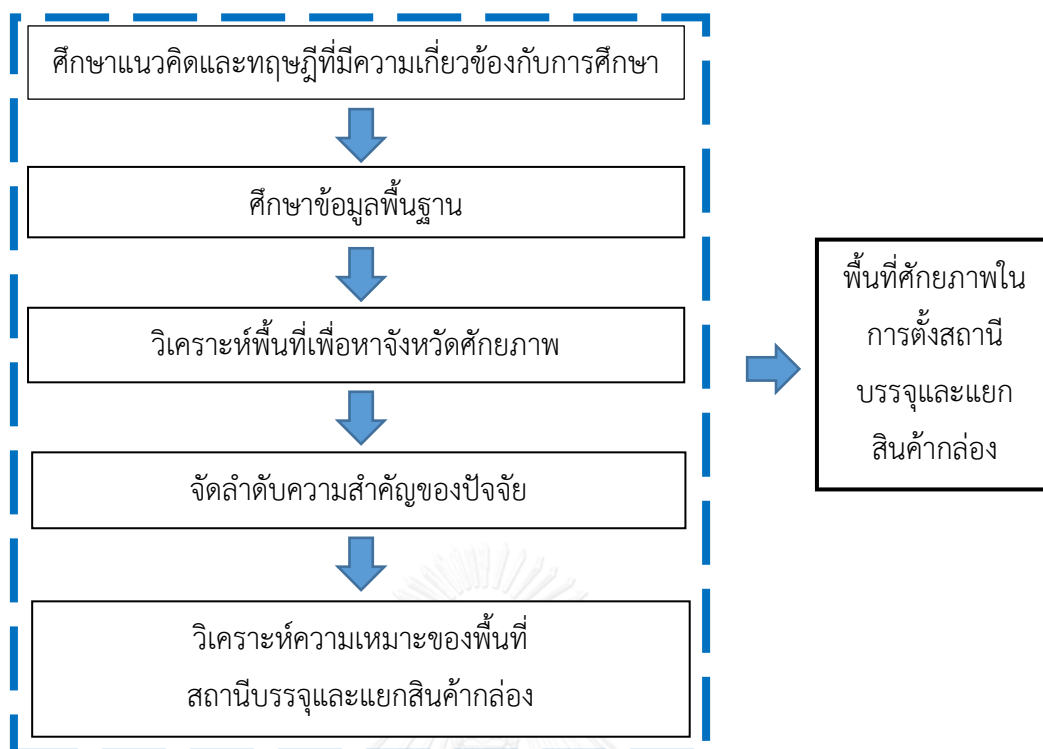 ศึกษาแนวคิดและทฤษฎีที่มีความเกี่ยวข้องกับการศึกษา
ศึกษาข้อมูลพื้นฐาน
วิเคราะห์พื้นที่เพื่อหาจังหวัดศักยภาพ
จัดลำดับความสำคัญของปัจจัย
วิเคราะห์ความเหมาะของพื้นที่
สถานีบรรจุและแยกสินค้ากล่อง
พื้นที่ศักยภาพใน
การตั้งสถานี
บรรจุและแยก
สินค้ากล่อง